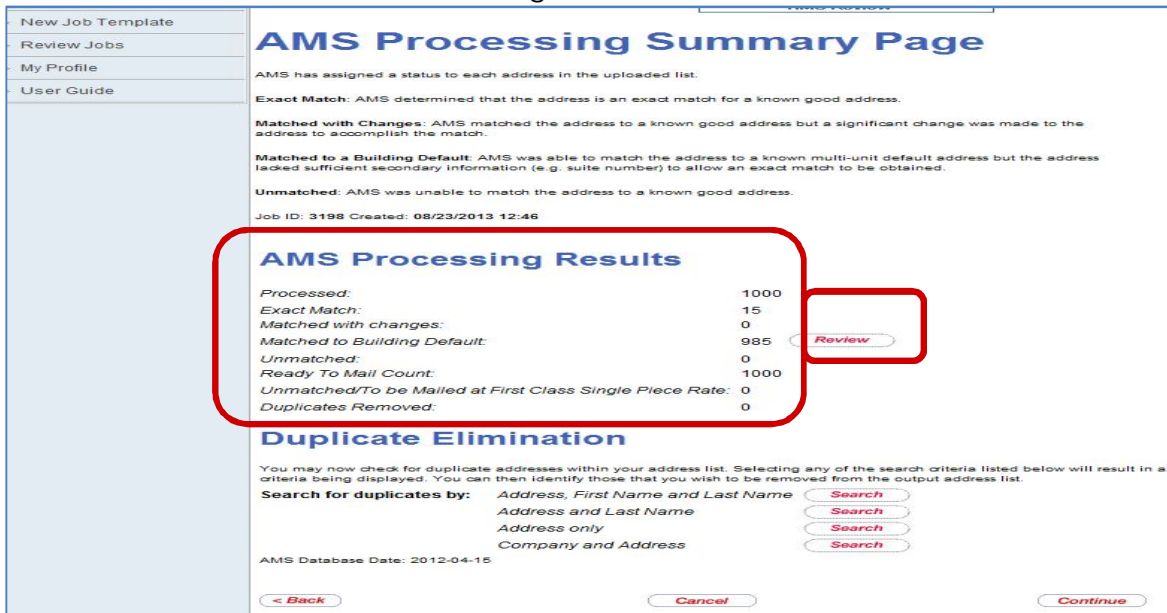 New Job Template
Review Jobs
My Profile
User Guide
AMS Review
AMS Processing Summary Page
AMS has assigned a status to each address in the uploaded list.
Exact Match: AMS determined that the address is an exact match for a known good address.
Matched with Changes: AMS matched the address to a known good address but a significant change was made to the
address to accomplish the match.
Matched to a Building Default: AMS was able to match the address to a known multi-unit default address but the address
lacked sufficient secondary information (e.g. suite number) to allow an exact match to be obtained.
Unmatched: AMS was unable to match the address to a known good address.
Job ID: 3198 Created: 08/23/2013 12:46
AMS Processing Results
Processed: 1000
Exact Match: 15
Matched with changes: 0
Matched to Building Default: 985 Review
Unmatched: 0
Ready To Mail Count: 1000
Unmatched/To be Mailed at First Class Single Piece Rate: 0
Duplicates Removed: 0
Duplicate Elimination
You may now check for duplicate addresses within your address list. Selecting any of the search criteria listed below will result in a
criteria being displayed. You can then identify those that you wish to be removed from the output address list.
Search for duplicates by: Address, First Name and Last Name Search
Address and Last Name Search
Address only Search
Company and Address Search
AMS Database Date: 2012-04-15
< Back Cancel Continue